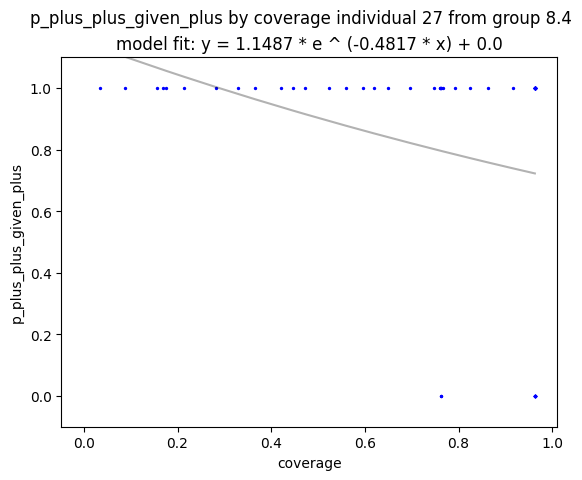 p_plus_plus_given_plus by coverage individual 27 from group 8.4
model fit: y = 1.1487 * e ^ (-0.4817 * x) + 0.0
1.0
0.8
0.6
0.4
0.2
0.0
p_plus_plus_given_plus
0.0 0.2 0.4 0.6 0.8 1.0
coverage